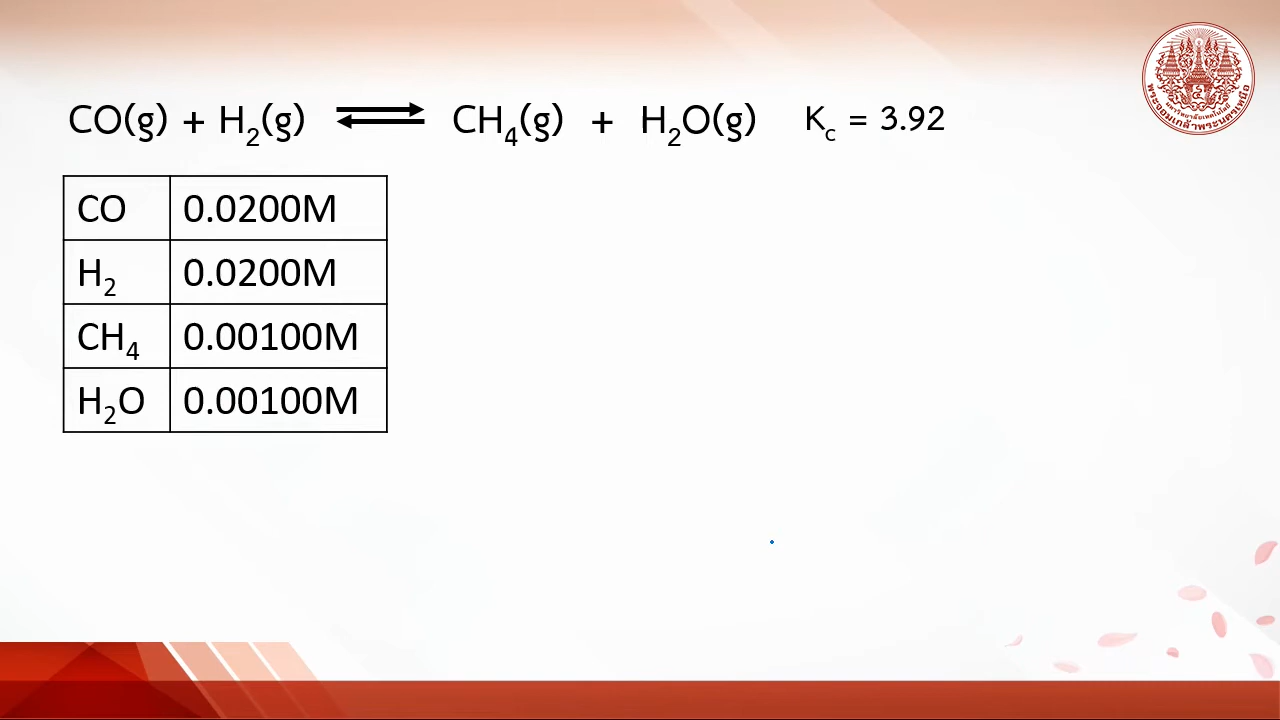 CO(g) + H₂(g) ⇌ CH₄(g) + H₂O(g) K_c = 3.92
CO 0.0200M
H₂ 0.0200M
CH₄ 0.00100M
H₂O 0.00100M